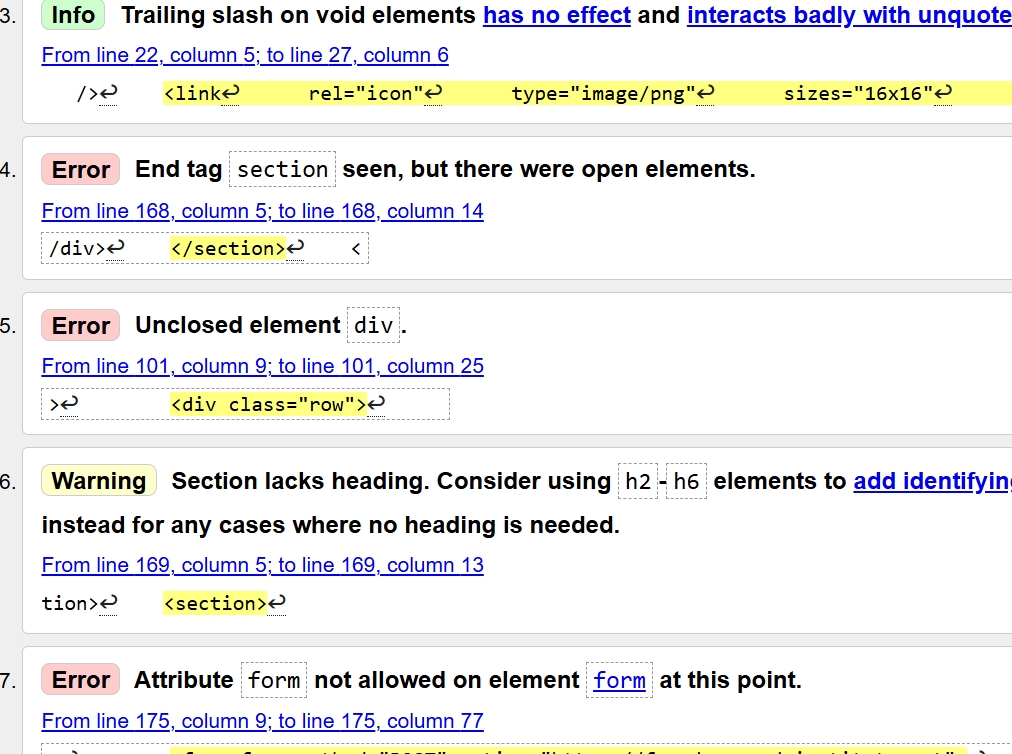 3. Info Trailing slash on void elements has no effect and interacts badly with unquote
From line 22, column 5; to line 27, column 6
/>↩ <link↩ rel="icon"↩ type="image/png"↩ sizes="16x16"↩
4. Error End tag section seen, but there were open elements.
From line 168, column 5; to line 168, column 14
/div>↩ </section>↩ <
5. Error Unclosed element div.
From line 101, column 9; to line 101, column 25
>↩ <div class="row">↩
6. Warning Section lacks heading. Consider using h2-h6 elements to add identifying
instead for any cases where no heading is needed.
From line 169, column 5; to line 169, column 13
tion>↩ <section>↩
7. Error Attribute form not allowed on element form at this point.
From line 175, column 9; to line 175, column 77